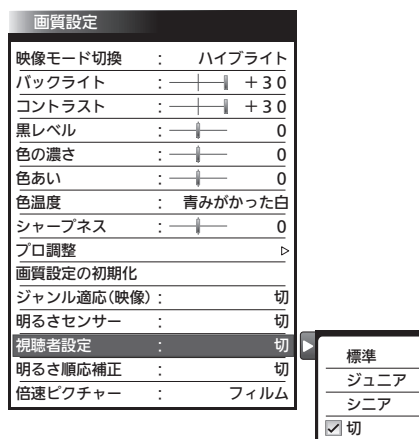 画質設定
映像モード切換 : ハイブライト
バックライト : +30
コントラスト : +30
黒レベル : 0
色の濃さ : 0
色あい : 0
色温度 : 青みがかった白
シャープネス : 0
プロ調整
画質設定の初期化
ジャンル適応(映像) : 切
明るさセンサー : 切
視聴者設定 : 切
明るさ順応補正 : 切
倍速ピクチャー : フィルム
標準
ジュニア
シニア
切